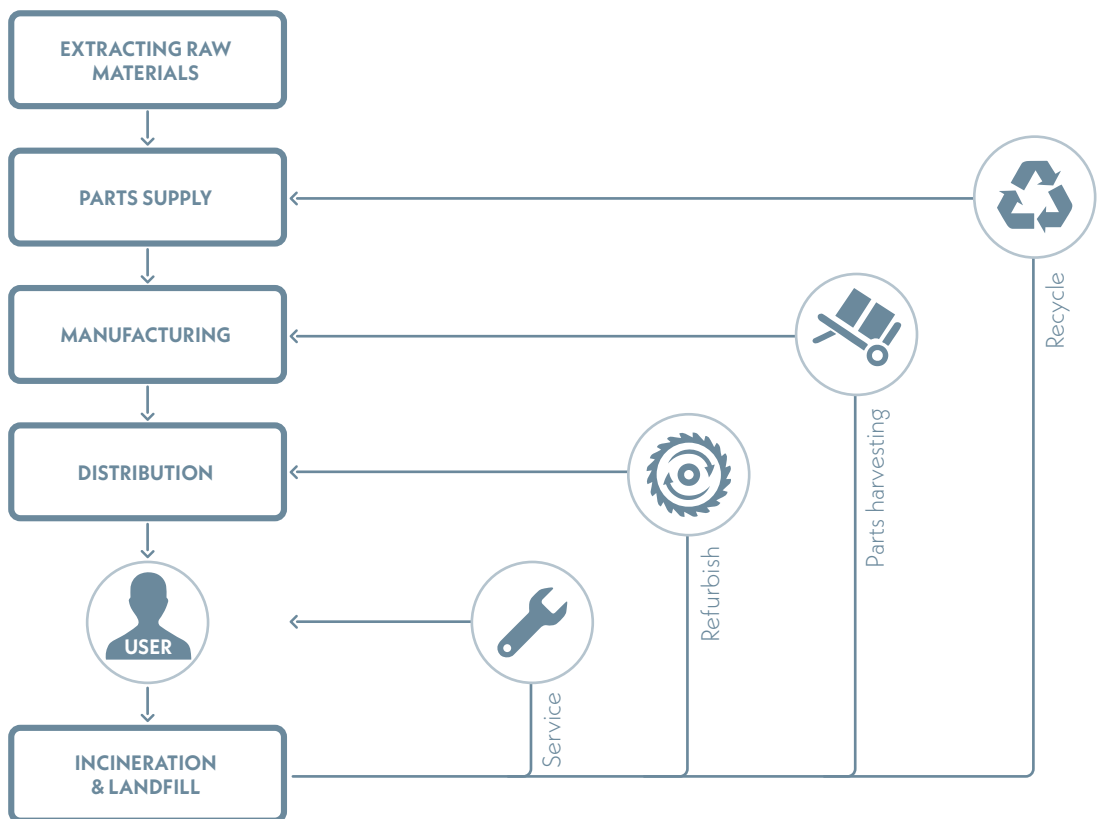 EXTRACTING RAW
MATERIALS
PARTS SUPPLY
MANUFACTURING
DISTRIBUTION
USER
INCINERATION
& LANDFILL
Service
Refurbish
Parts harvesting
Recycle